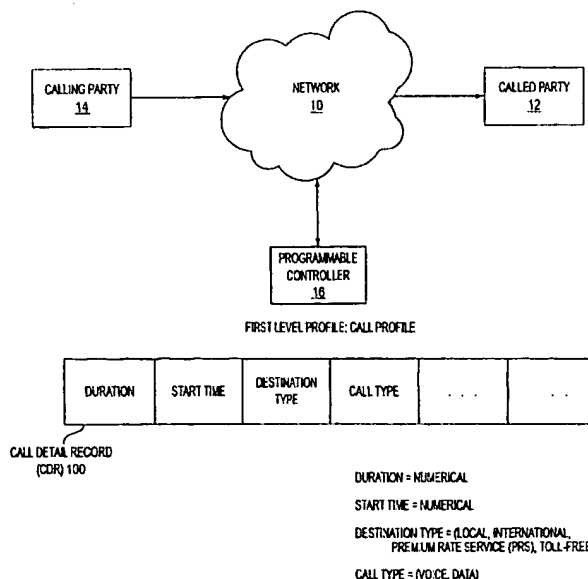 CALLING PARTY
14
NETWORK
10
CALLED PARTY
12
PROGRAMMABLE
CONTROLLER
16
FIRST LEVEL PROFILE: CALL PROFILE
DURATION
START TIME
DESTINATION
TYPE
CALL TYPE
. . .
. . .
CALL DETAIL RECORD
(CDR) 100
DURATION = NUMERICAL
START TIME = NUMERICAL
DESTINATION TYPE = (LOCAL, INTERNATIONAL,
PREMIUM RATE SERVICE (PRS), TOLL-FREE
CALL TYPE = (VOICE, DATA)